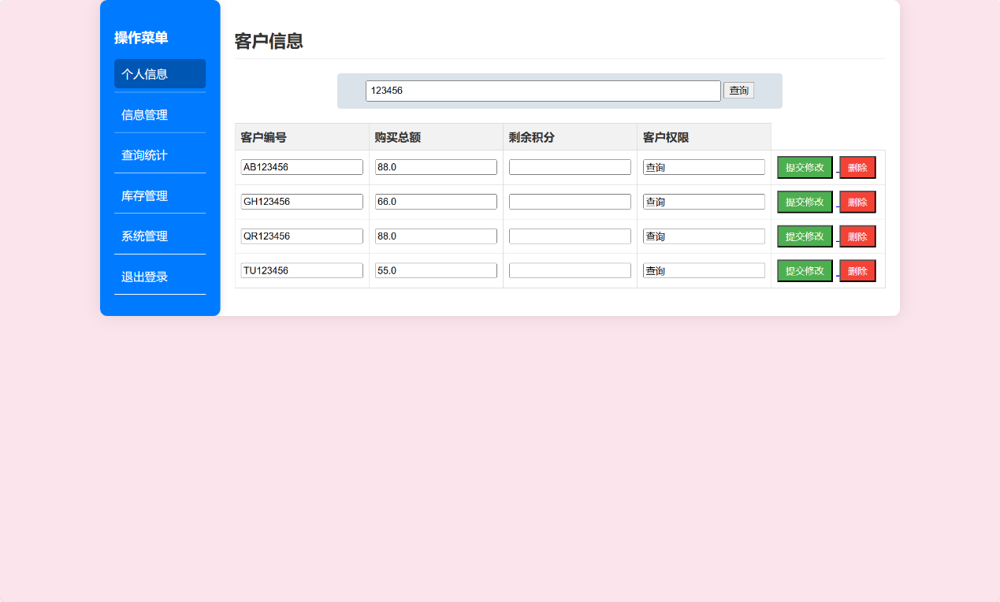 操作菜单
个人信息
信息管理
查询统计
库存管理
系统管理
退出登录
客户信息
123456 查询
客户编号 购买总额 剩余积分 客户权限
AB123456 88.0 查询 提交修改 删除
GH123456 66.0 查询 提交修改 删除
QR123456 88.0 查询 提交修改 删除
TU123456 55.0 查询 提交修改 删除